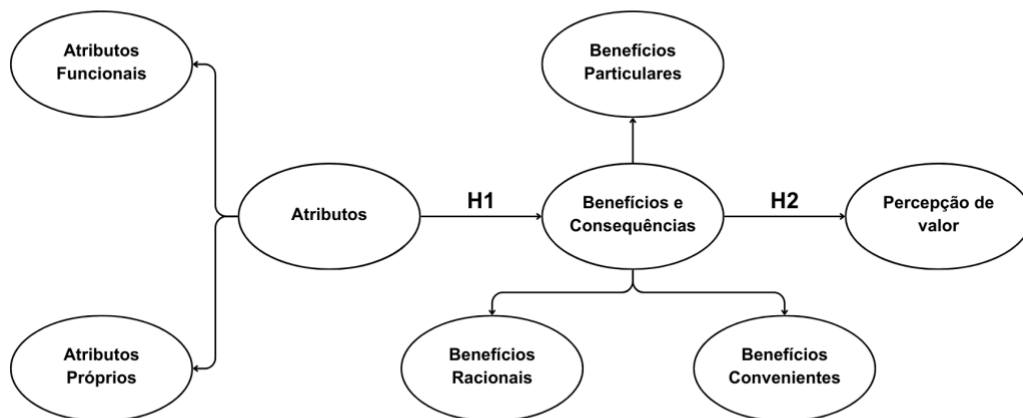 Atributos
Funcionais
Benefícios
Particulares
Atributos
H1
Benefícios e
Consequências
H2
Percepção de
valor
Atributos
Próprios
Benefícios
Racionais
Benefícios
Convenientes